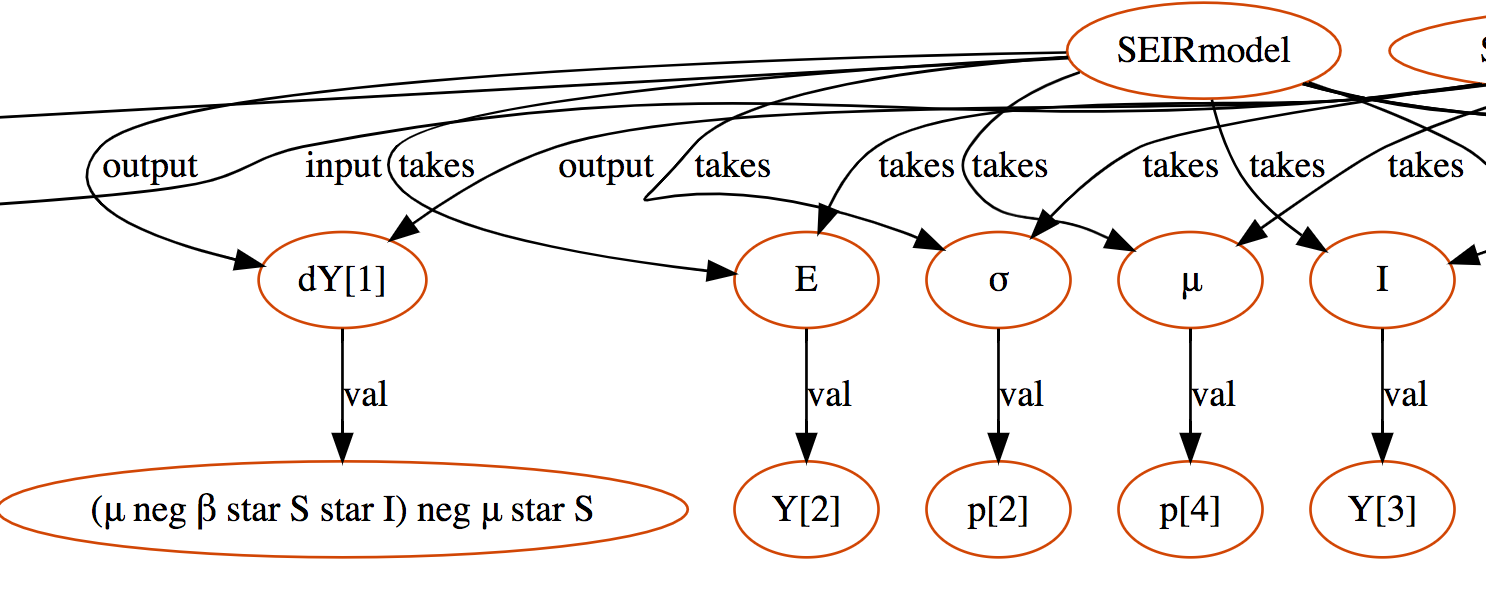 SEIRmodel
output
input
takes
output
takes
takes
takes
takes
takes
takes
dY[1]
E
σ
μ
I
val
val
val
val
val
(μ neg β star S star I) neg μ star S
Y[2]
p[2]
p[4]
Y[3]